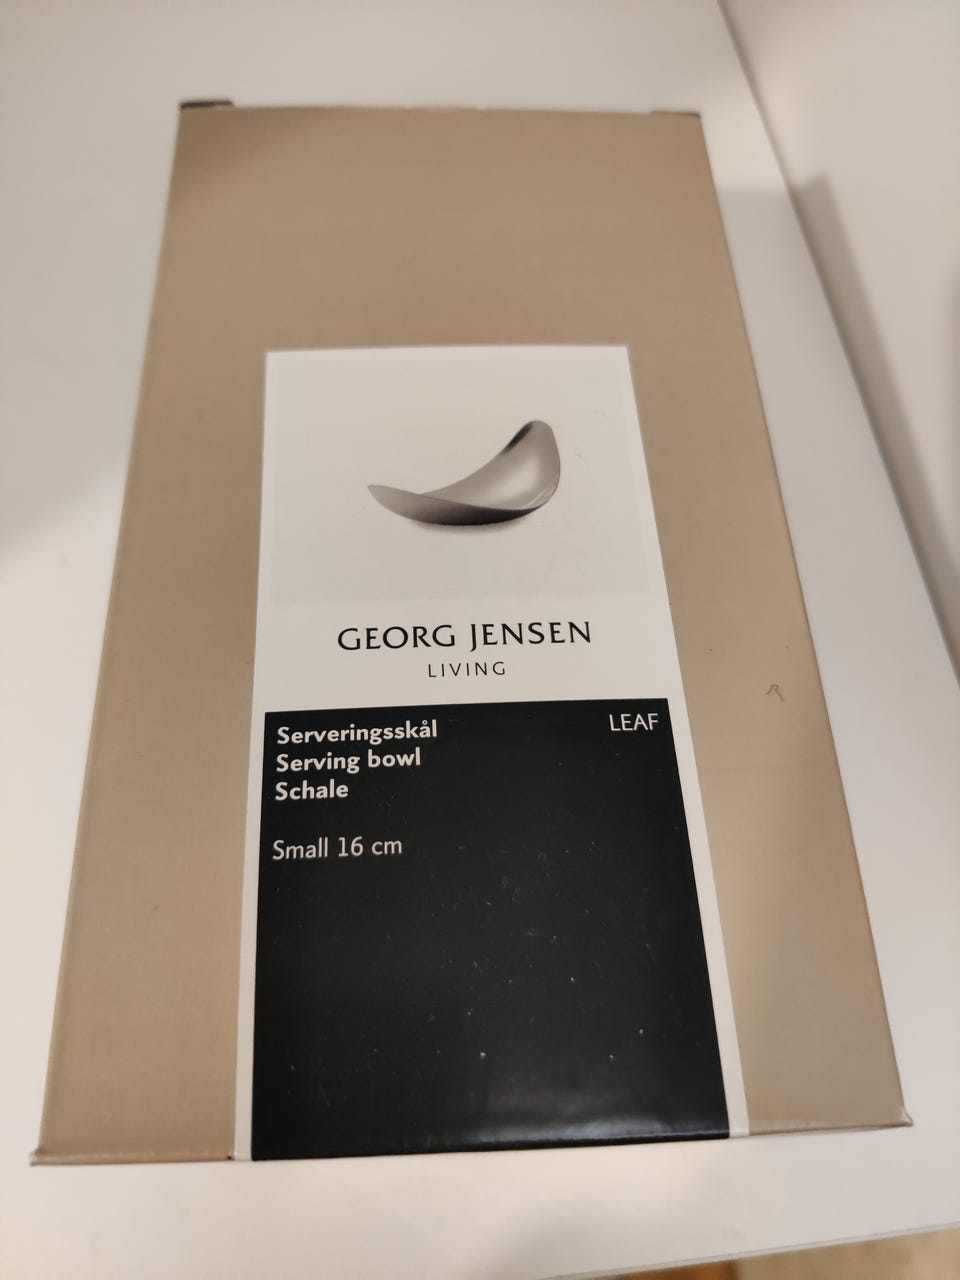 GEORG JENSEN
LIVING
LEAF
Serveringsskål
Serving bowl
Schale
Small 16 cm